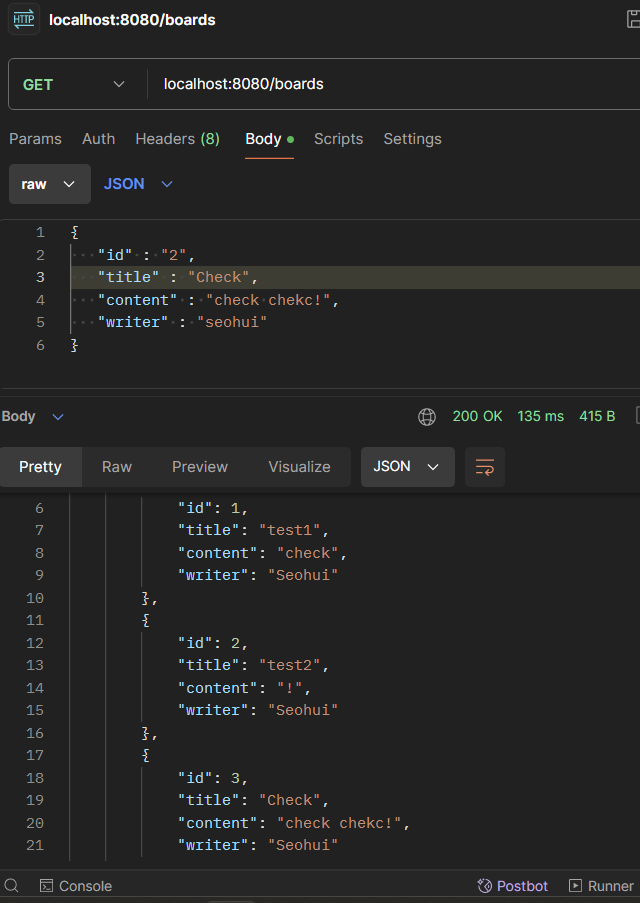 HTTP localhost:8080/boards
GET localhost:8080/boards
Params Auth Headers (8) Body Scripts Settings
raw JSON
1 {
2 "id" : "2",
3 "title" : "Check",
4 "content" : "check chekc!",
5 "writer" : "seohui"
6 }
Body 200 OK 135 ms 415 B
Pretty Raw Preview Visualize JSON
6 "id": 1,
7 "title": "test1",
8 "content": "check",
9 "writer": "Seohui"
10 },
11 {
12 "id": 2,
13 "title": "test2",
14 "content": "!",
15 "writer": "Seohui"
16 },
17 {
18 "id": 3,
19 "title": "Check",
20 "content": "check chekc!",
21 "writer": "Seohui"
Console Postbot Runner